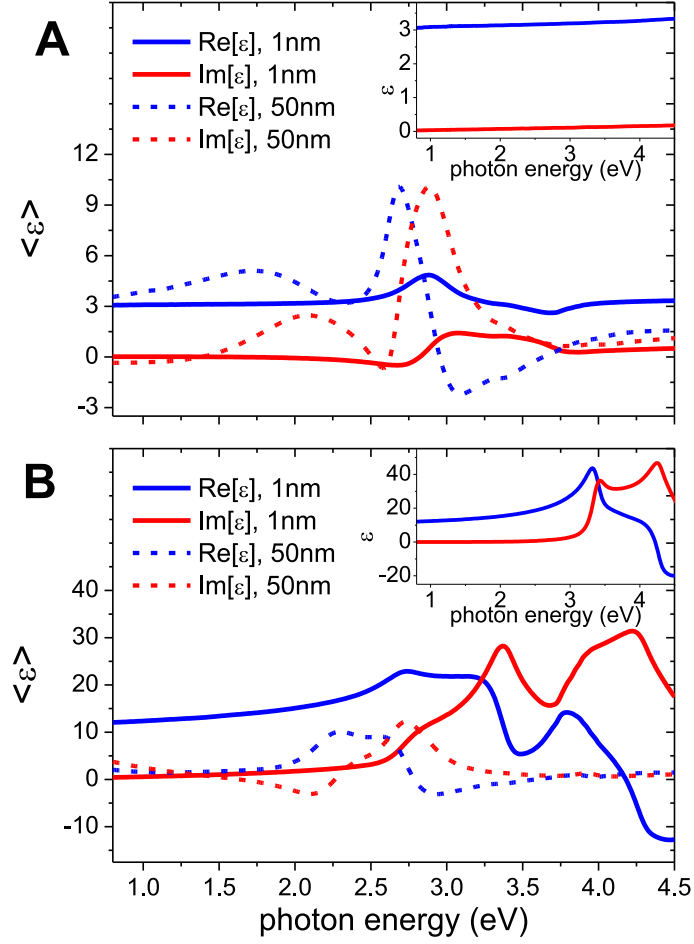 A
Re[ε], 1nm
Im[ε], 1nm
Re[ε], 50nm
Im[ε], 50nm
3
2
1
0
ε
1 2 3 4
photon energy (eV)
12
9
6
3
0
-3
<ε>
B
Re[ε], 1nm
Im[ε], 1nm
Re[ε], 50nm
Im[ε], 50nm
40
20
0
-20
ε
1 2 3 4
photon energy (eV)
40
30
20
10
0
-10
<ε>
1.0 1.5 2.0 2.5 3.0 3.5 4.0 4.5
photon energy (eV)